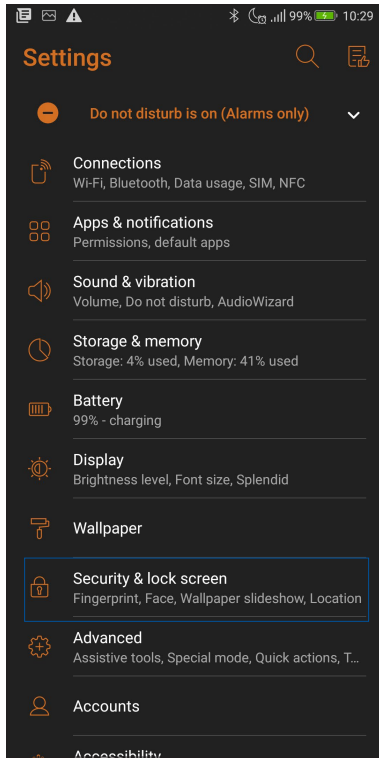 99% 10:29
Settings
Do not disturb is on (Alarms only)
Connections
Wi-Fi, Bluetooth, Data usage, SIM, NFC
Apps & notifications
Permissions, default apps
Sound & vibration
Volume, Do not disturb, AudioWizard
Storage & memory
Storage: 4% used, Memory: 41% used
Battery
99% - charging
Display
Brightness level, Font size, Splendid
Wallpaper
Security & lock screen
Fingerprint, Face, Wallpaper slideshow, Location
Advanced
Assistive tools, Special mode, Quick actions, T...
Accounts
Accessibility